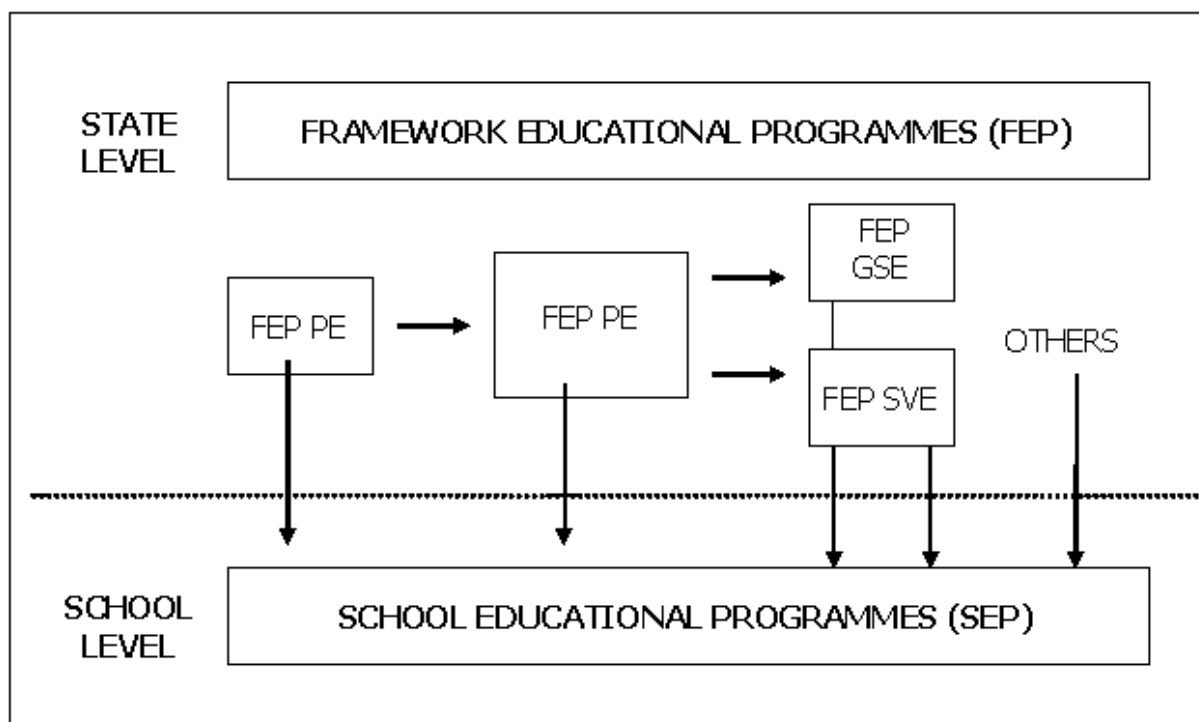 STATE
LEVEL
FRAMEWORK EDUCATIONAL PROGRAMMES (FEP)
FEP PE
FEP PE
FEP
GSE
FEP SVE
OTHERS
SCHOOL
LEVEL
SCHOOL EDUCATIONAL PROGRAMMES (SEP)